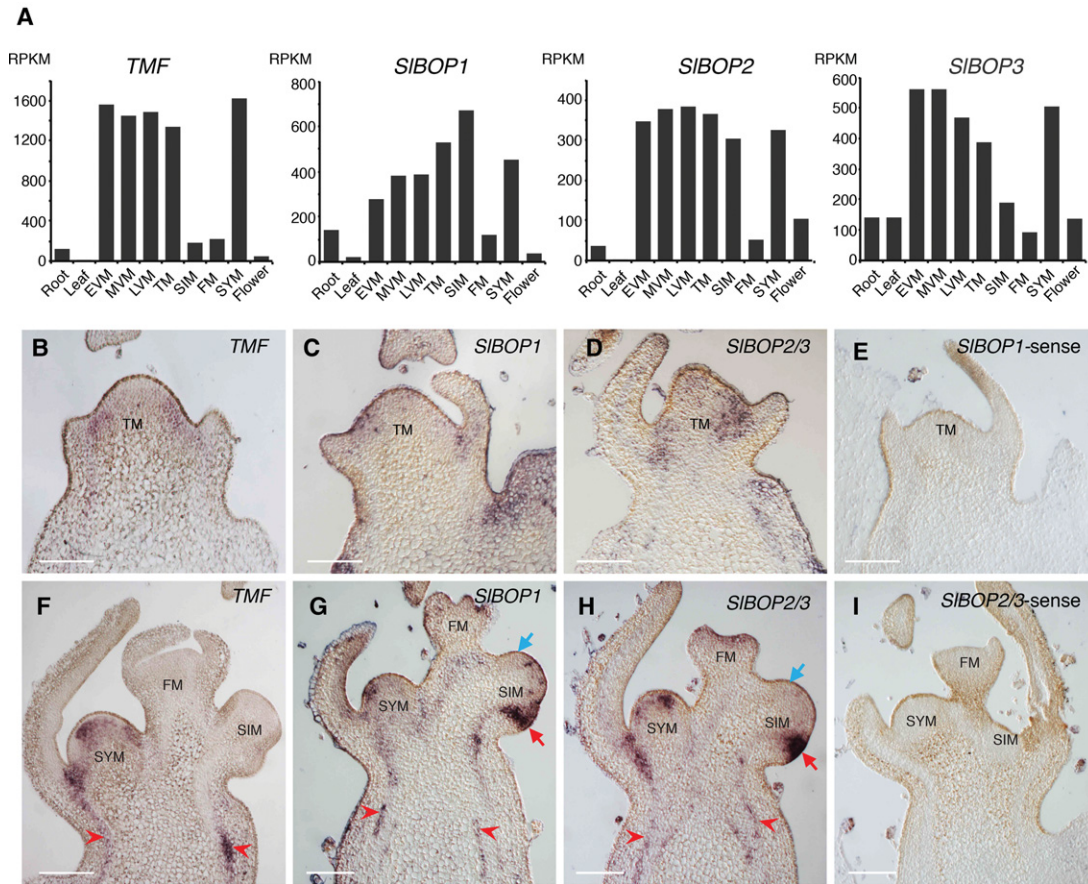 A
RPKM TMF
1600
1200
800
400
0
Root Leaf EVM MVM LVM TM SIM FM SYM Flower
RPKM SlBOP1
800
600
400
200
0
Root Leaf EVM MVM LVM TM SIM FM SYM Flower
RPKM SlBOP2
400
300
200
100
0
Root Leaf EVM MVM LVM TM SIM FM SYM Flower
RPKM SlBOP3
600
500
400
300
200
100
0
Root Leaf EVM MVM LVM TM SIM FM SYM Flower
B TMF
TM
C SlBOP1
TM
D SlBOP2/3
TM
E SlBOP1-sense
TM
F TMF
FM
SYM SIM
G SlBOP1
FM
SYM SIM
H SlBOP2/3
FM
SYM SIM
I SlBOP2/3-sense
FM
SYM SIM